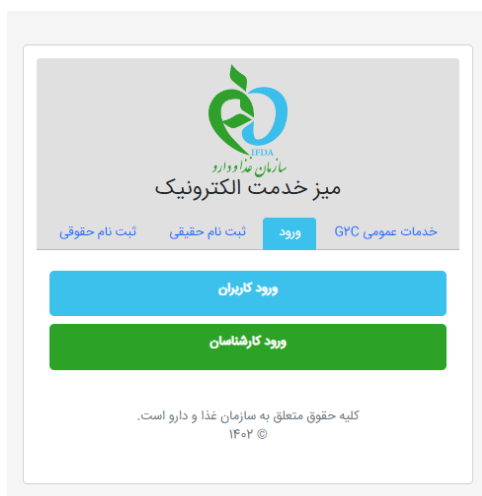 IFDA
سازمان غذا و دارو
میز خدمت الکترونیک
خدمات عمومی G۲C
ورود
ثبت نام حقیقی
ثبت نام حقوقی
ورود کاربران
ورود کارشناسان
کلیه حقوق متعلق به سازمان غذا و دارو است.
© ۱۴۰۲